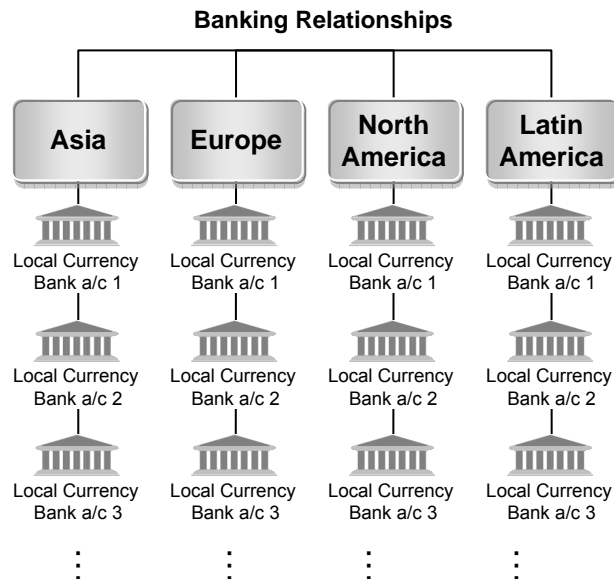 Banking Relationships
Asia
Europe
North
America
Latin
America
Local Currency
Bank a/c 1
Local Currency
Bank a/c 1
Local Currency
Bank a/c 1
Local Currency
Bank a/c 1
Local Currency
Bank a/c 2
Local Currency
Bank a/c 2
Local Currency
Bank a/c 2
Local Currency
Bank a/c 2
Local Currency
Bank a/c 3
Local Currency
Bank a/c 3
Local Currency
Bank a/c 3
Local Currency
Bank a/c 3